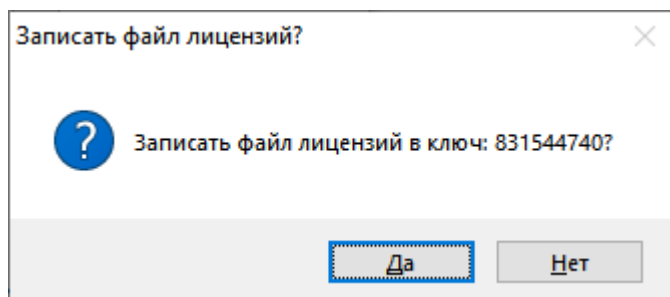 Записать файл лицензий?
Записать файл лицензий в ключ: 831544740?
Да
Нет